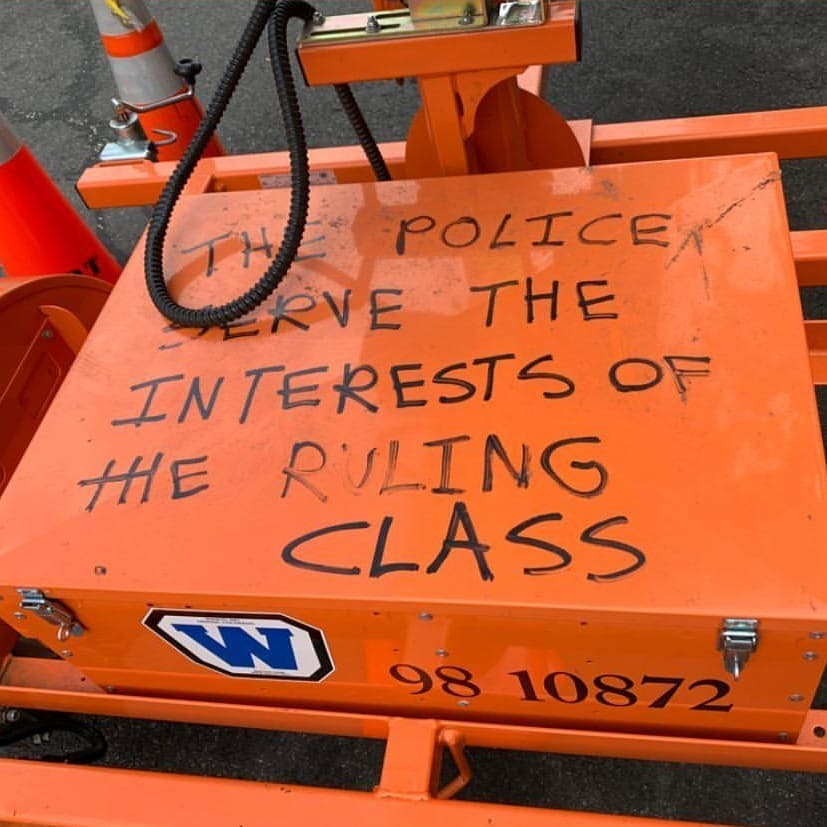 THE POLICE
SERVE THE
INTERESTS OF
THE RULING
CLASS
W
98 10872